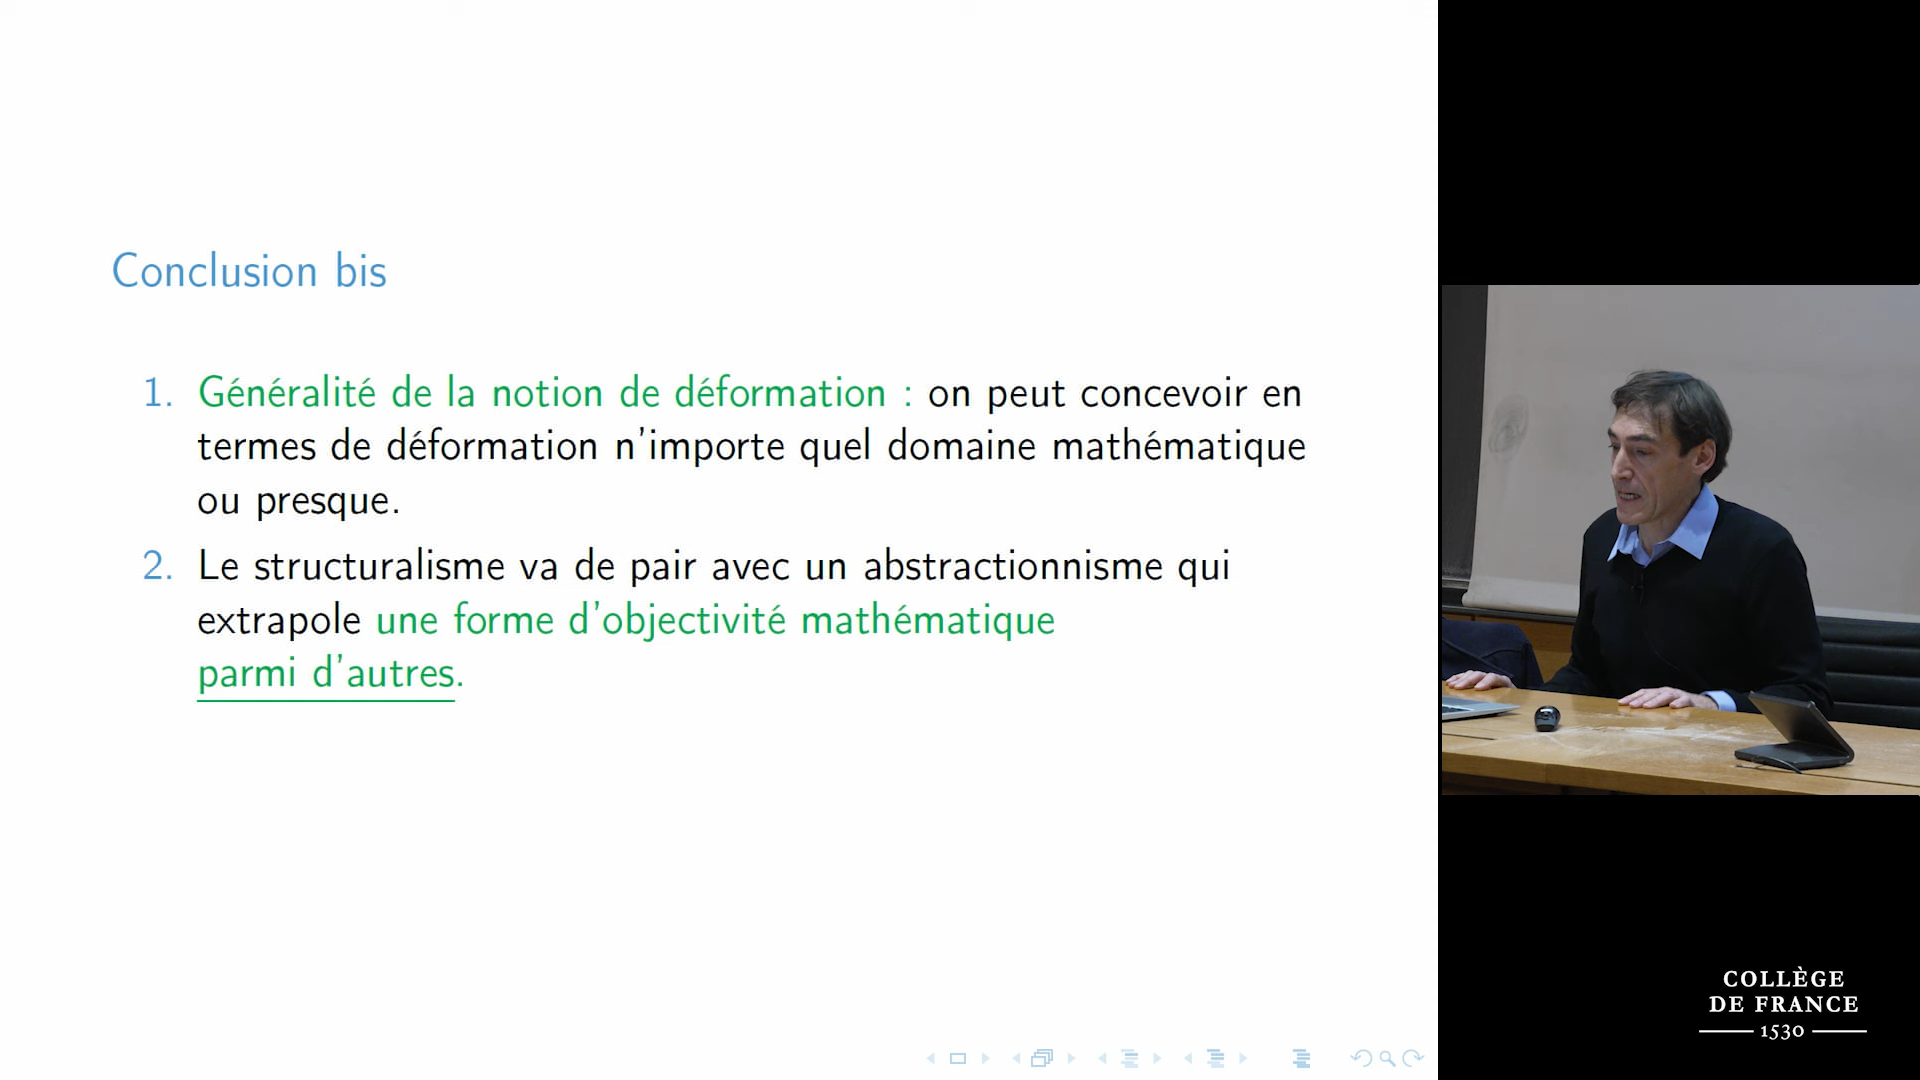 Conclusion bis
1. Généralité de la notion de déformation : on peut concevoir en
termes de déformation n'importe quel domaine mathématique
ou presque.
2. Le structuralisme va de pair avec un abstractionnisme qui
extrapole une forme d'objectivité mathématique
parmi d'autres.
COLLÈGE
DE FRANCE
1530